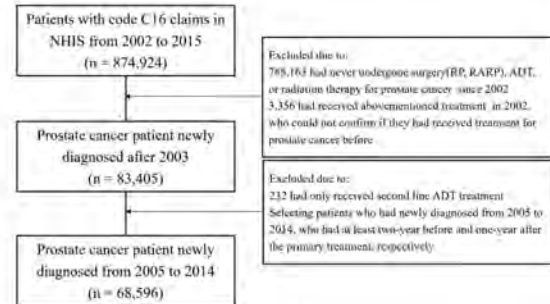 Patients with code C16 claims in
NHIS from 2002 to 2015
(n = 874,924)
Excluded due to:
788,163 had never undergone surgery(RP, RARP), ADT,
or radiation therapy for prostate cancer since 2002
3,356 had received abovementioned treatment in 2002,
who could not confirm if they had received treatment for
prostate cancer before
Prostate cancer patient newly
diagnosed after 2003
(n = 83,405)
Excluded due to:
232 had only received second line ADT treatment
Selecting patients who had newly diagnosed from 2005 to
2014, who had at least two-year before and one-year after
the primary treatment, respectively
Prostate cancer patient newly
diagnosed from 2005 to 2014
(n = 68,596)